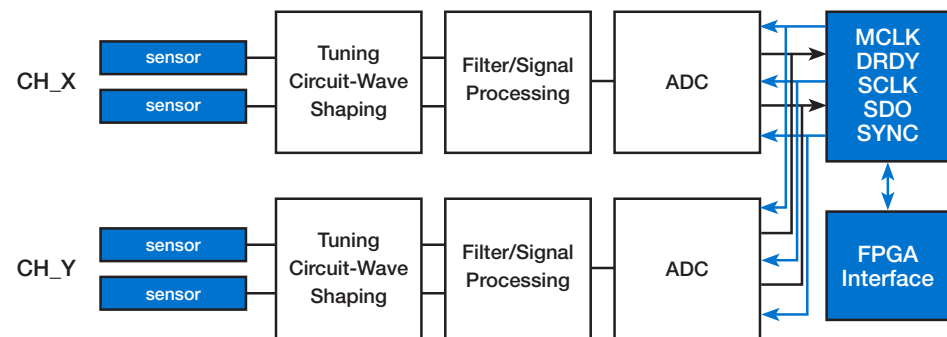 CH_X
sensor
sensor
Tuning
Circuit-Wave
Shaping
Filter/Signal
Processing
ADC
MCLK
DRDY
SCLK
SDO
SYNC
CH_Y
sensor
sensor
Tuning
Circuit-Wave
Shaping
Filter/Signal
Processing
ADC
FPGA
Interface